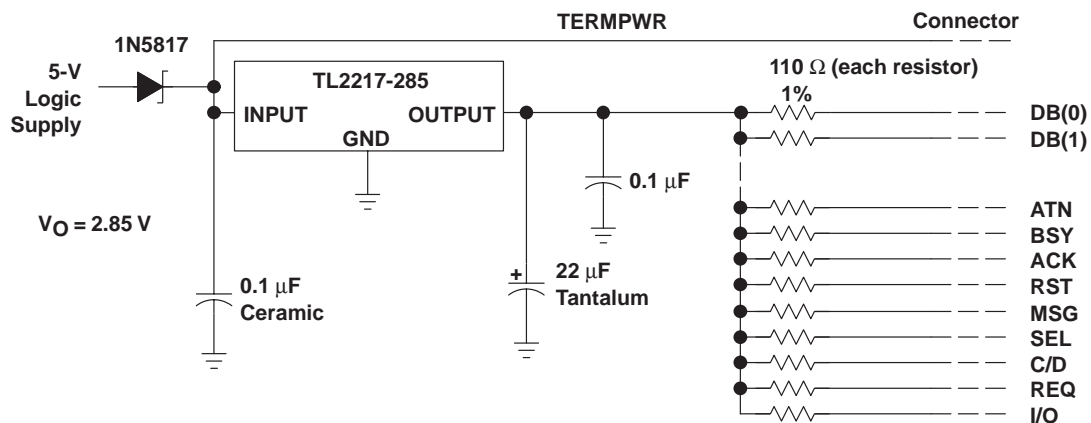 TERMPWR
Connector
1N5817
5-V
Logic
Supply
TL2217-285
INPUT
OUTPUT
GND
110 Ω (each resistor)
1%
DB(0)
DB(1)
0.1 μF
VO = 2.85 V
ATN
BSY
ACK
RST
MSG
SEL
C/D
REQ
I/O
0.1 μF
Ceramic
+
22 μF
Tantalum